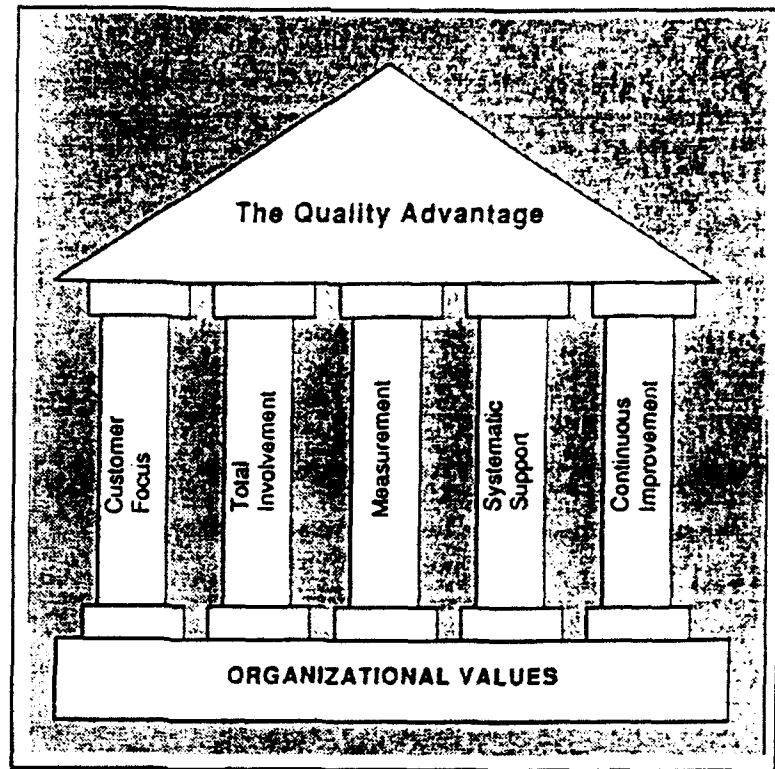 The Quality Advantage
Customer
Focus
Total
Involvement
Measurement
Systematic
Support
Continuous
Improvement
ORGANIZATIONAL VALUES